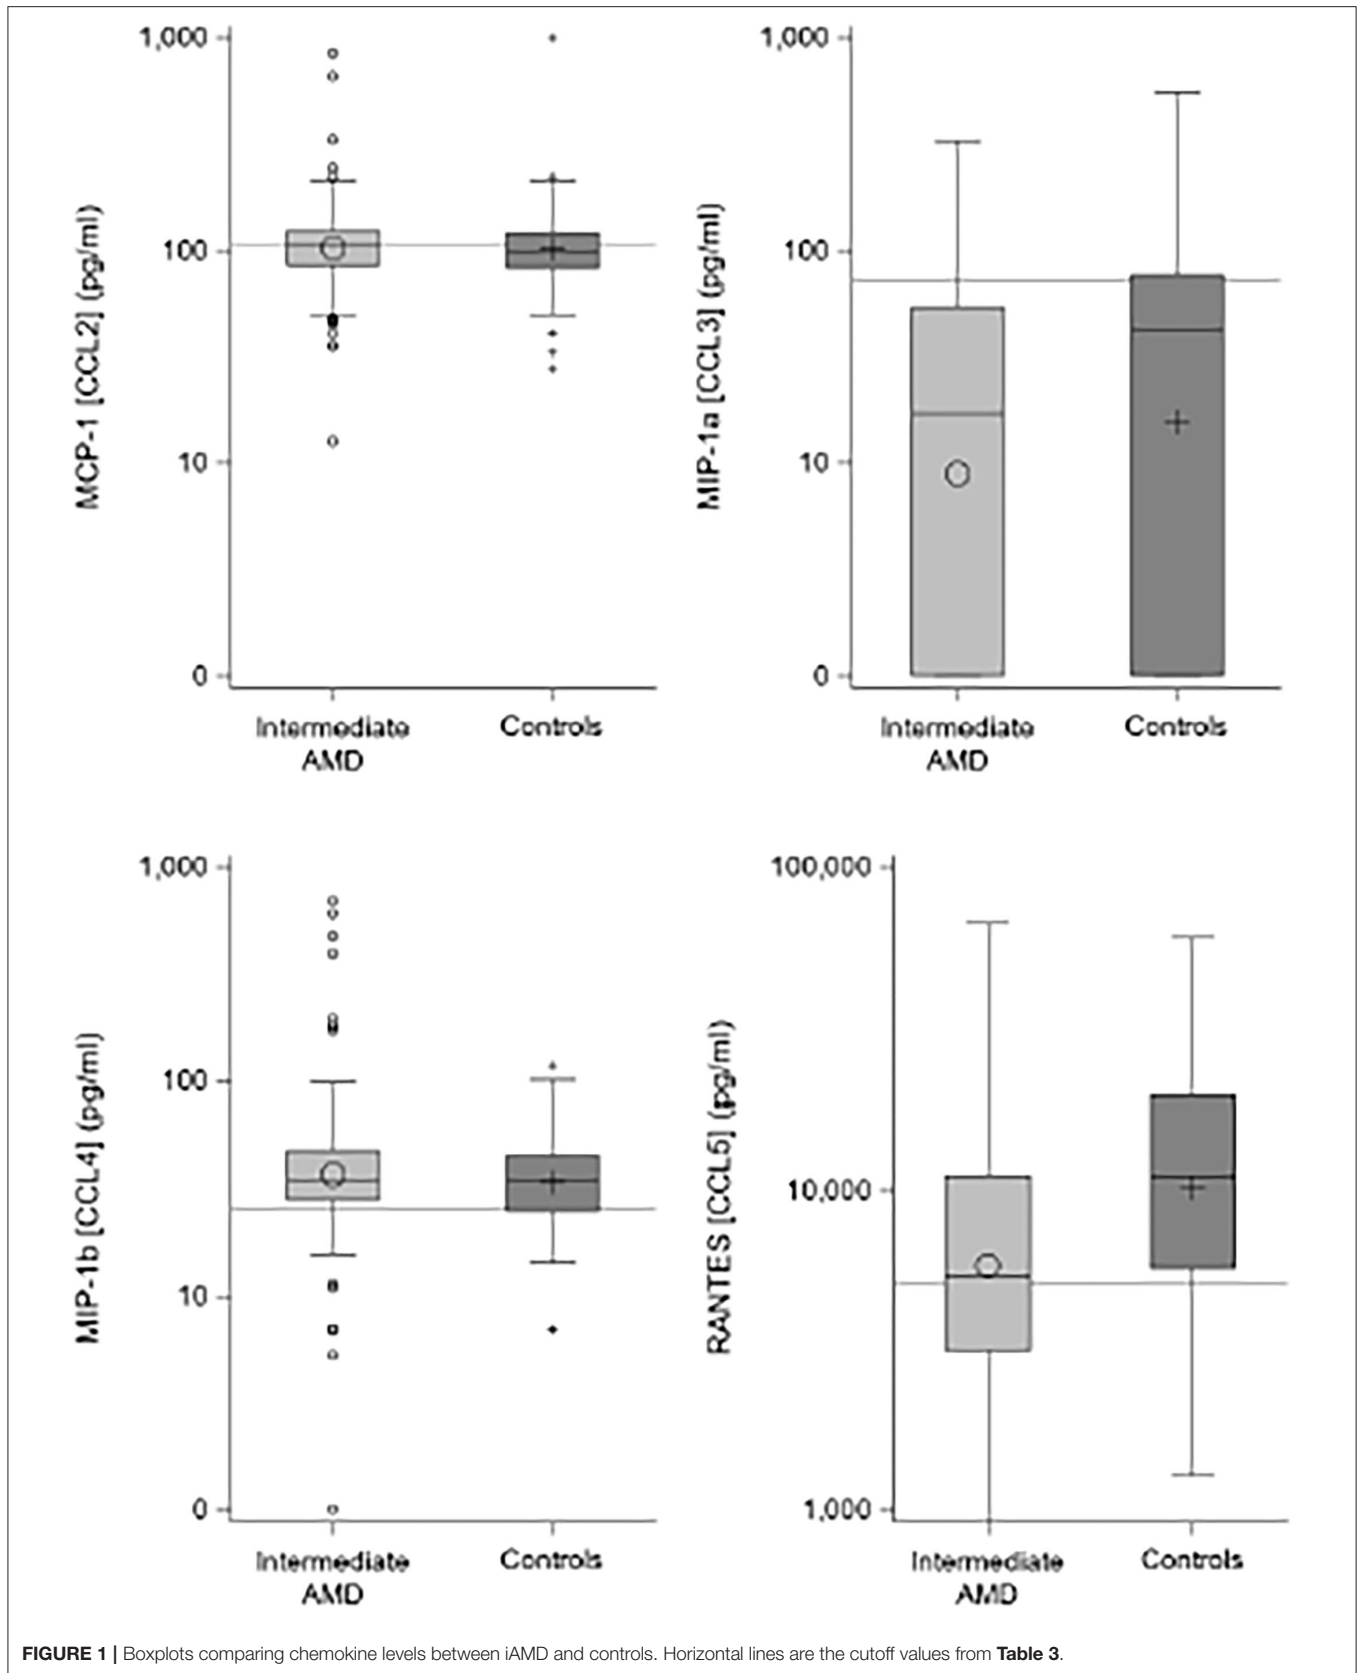 1,000
100
10
0
MCP-1 [CCL2] (pg/ml)
Intermediate
AMD
Controls
1,000
100
10
0
MIP-1a [CCL3] (pg/ml)
Intermediate
AMD
Controls
1,000
100
10
0
MIP-1b [CCL4] (pg/ml)
Intermediate
AMD
Controls
100,000
10,000
1,000
RANTES [CCL5] (pg/ml)
Intermediate
AMD
Controls
FIGURE 1 | Boxplots comparing chemokine levels between iAMD and controls. Horizontal lines are the cutoff values from Table 3.